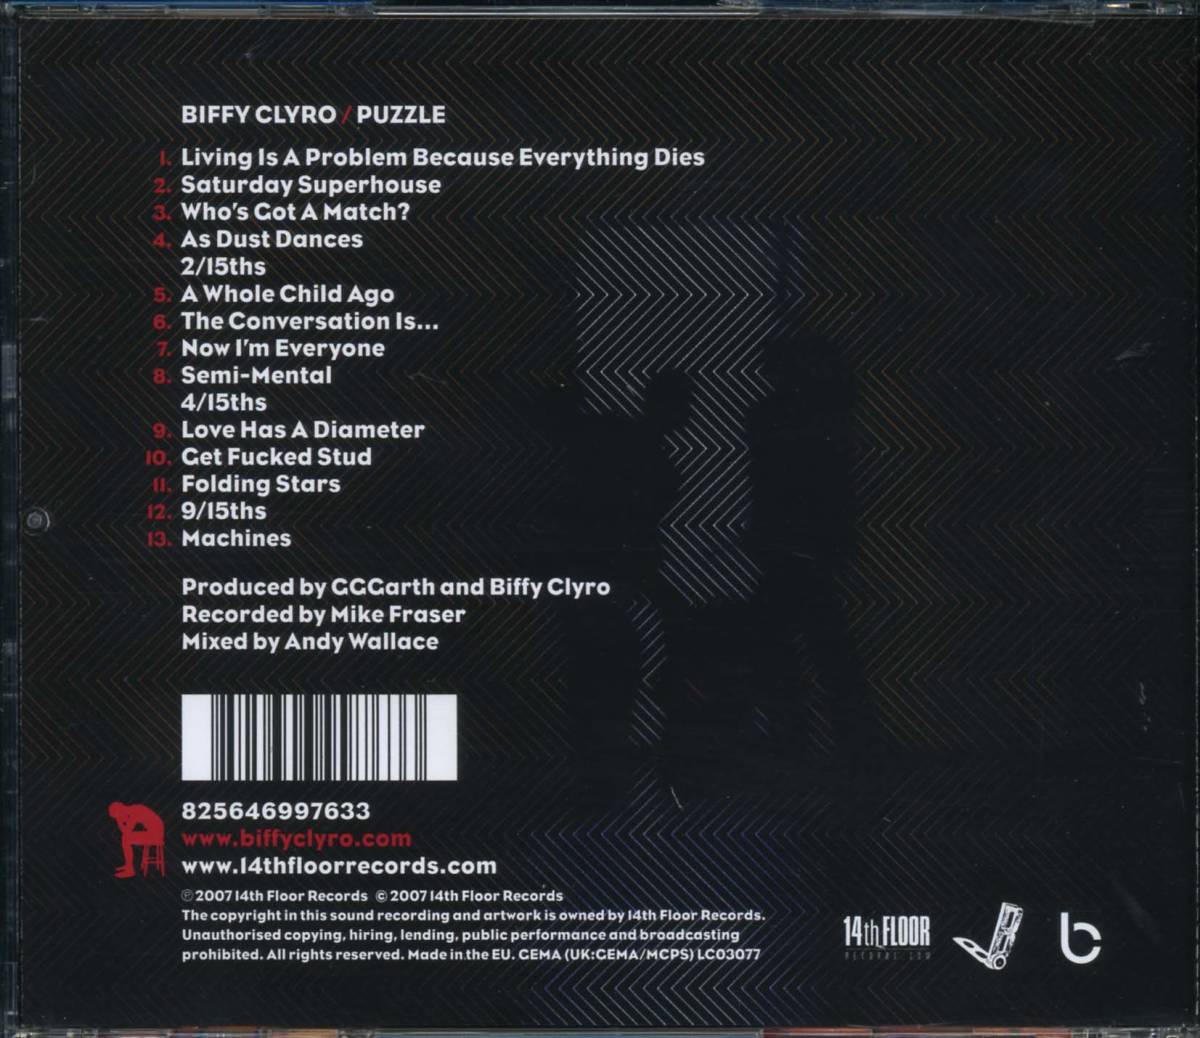 BIFFY CLYRO / PUZZLE
1. Living Is A Problem Because Everything Dies
2. Saturday Superhouse
3. Who's Got A Match?
4. As Dust Dances
2/15ths
5. A Whole Child Ago
6. The Conversation Is...
7. Now I'm Everyone
8. Semi-Mental
4/15ths
9. Love Has A Diameter
10. Get Fucked Stud
11. Folding Stars
12. 9/15ths
13. Machines
Produced by GGGarth and Biffy Clyro
Recorded by Mike Fraser
Mixed by Andy Wallace
825646997633
www.biffyclyro.com
www.14thfloorrecords.com
℗ 2007 14th Floor Records © 2007 14th Floor Records
The copyright in this sound recording and artwork is owned by 14th Floor Records.
Unauthorised copying, hiring, lending, public performance and broadcasting
prohibited. All rights reserved. Made in the EU. GEMA (UK:GEMA/MCPS) LC03077
14th FLOOR
RECORDS.COM
b